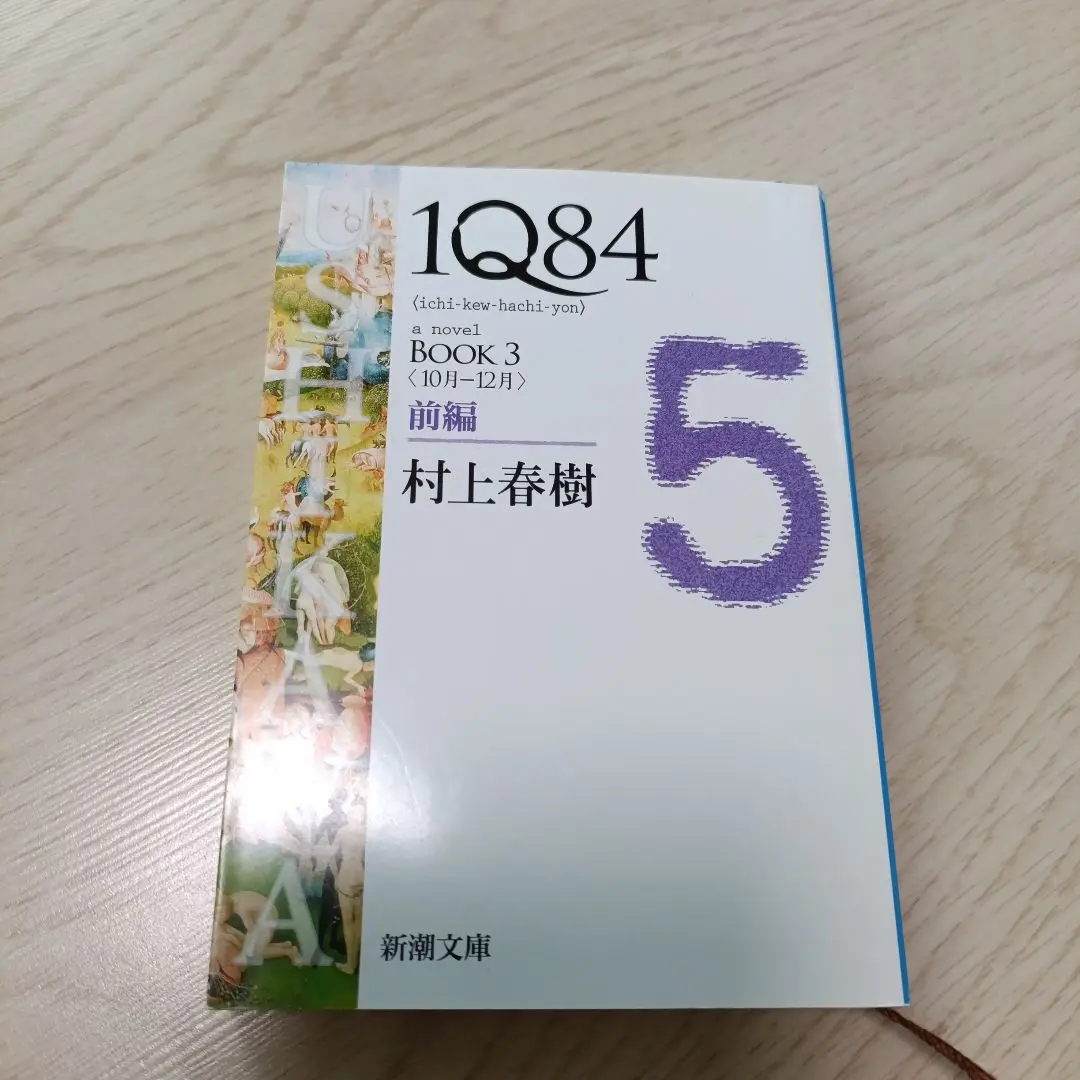 1Q84
〈ichi-kew-hachi-yon〉
a novel
BOOK 3
〈10月－12月〉
前編
村上春樹
5
新潮文庫
USHIKAWA